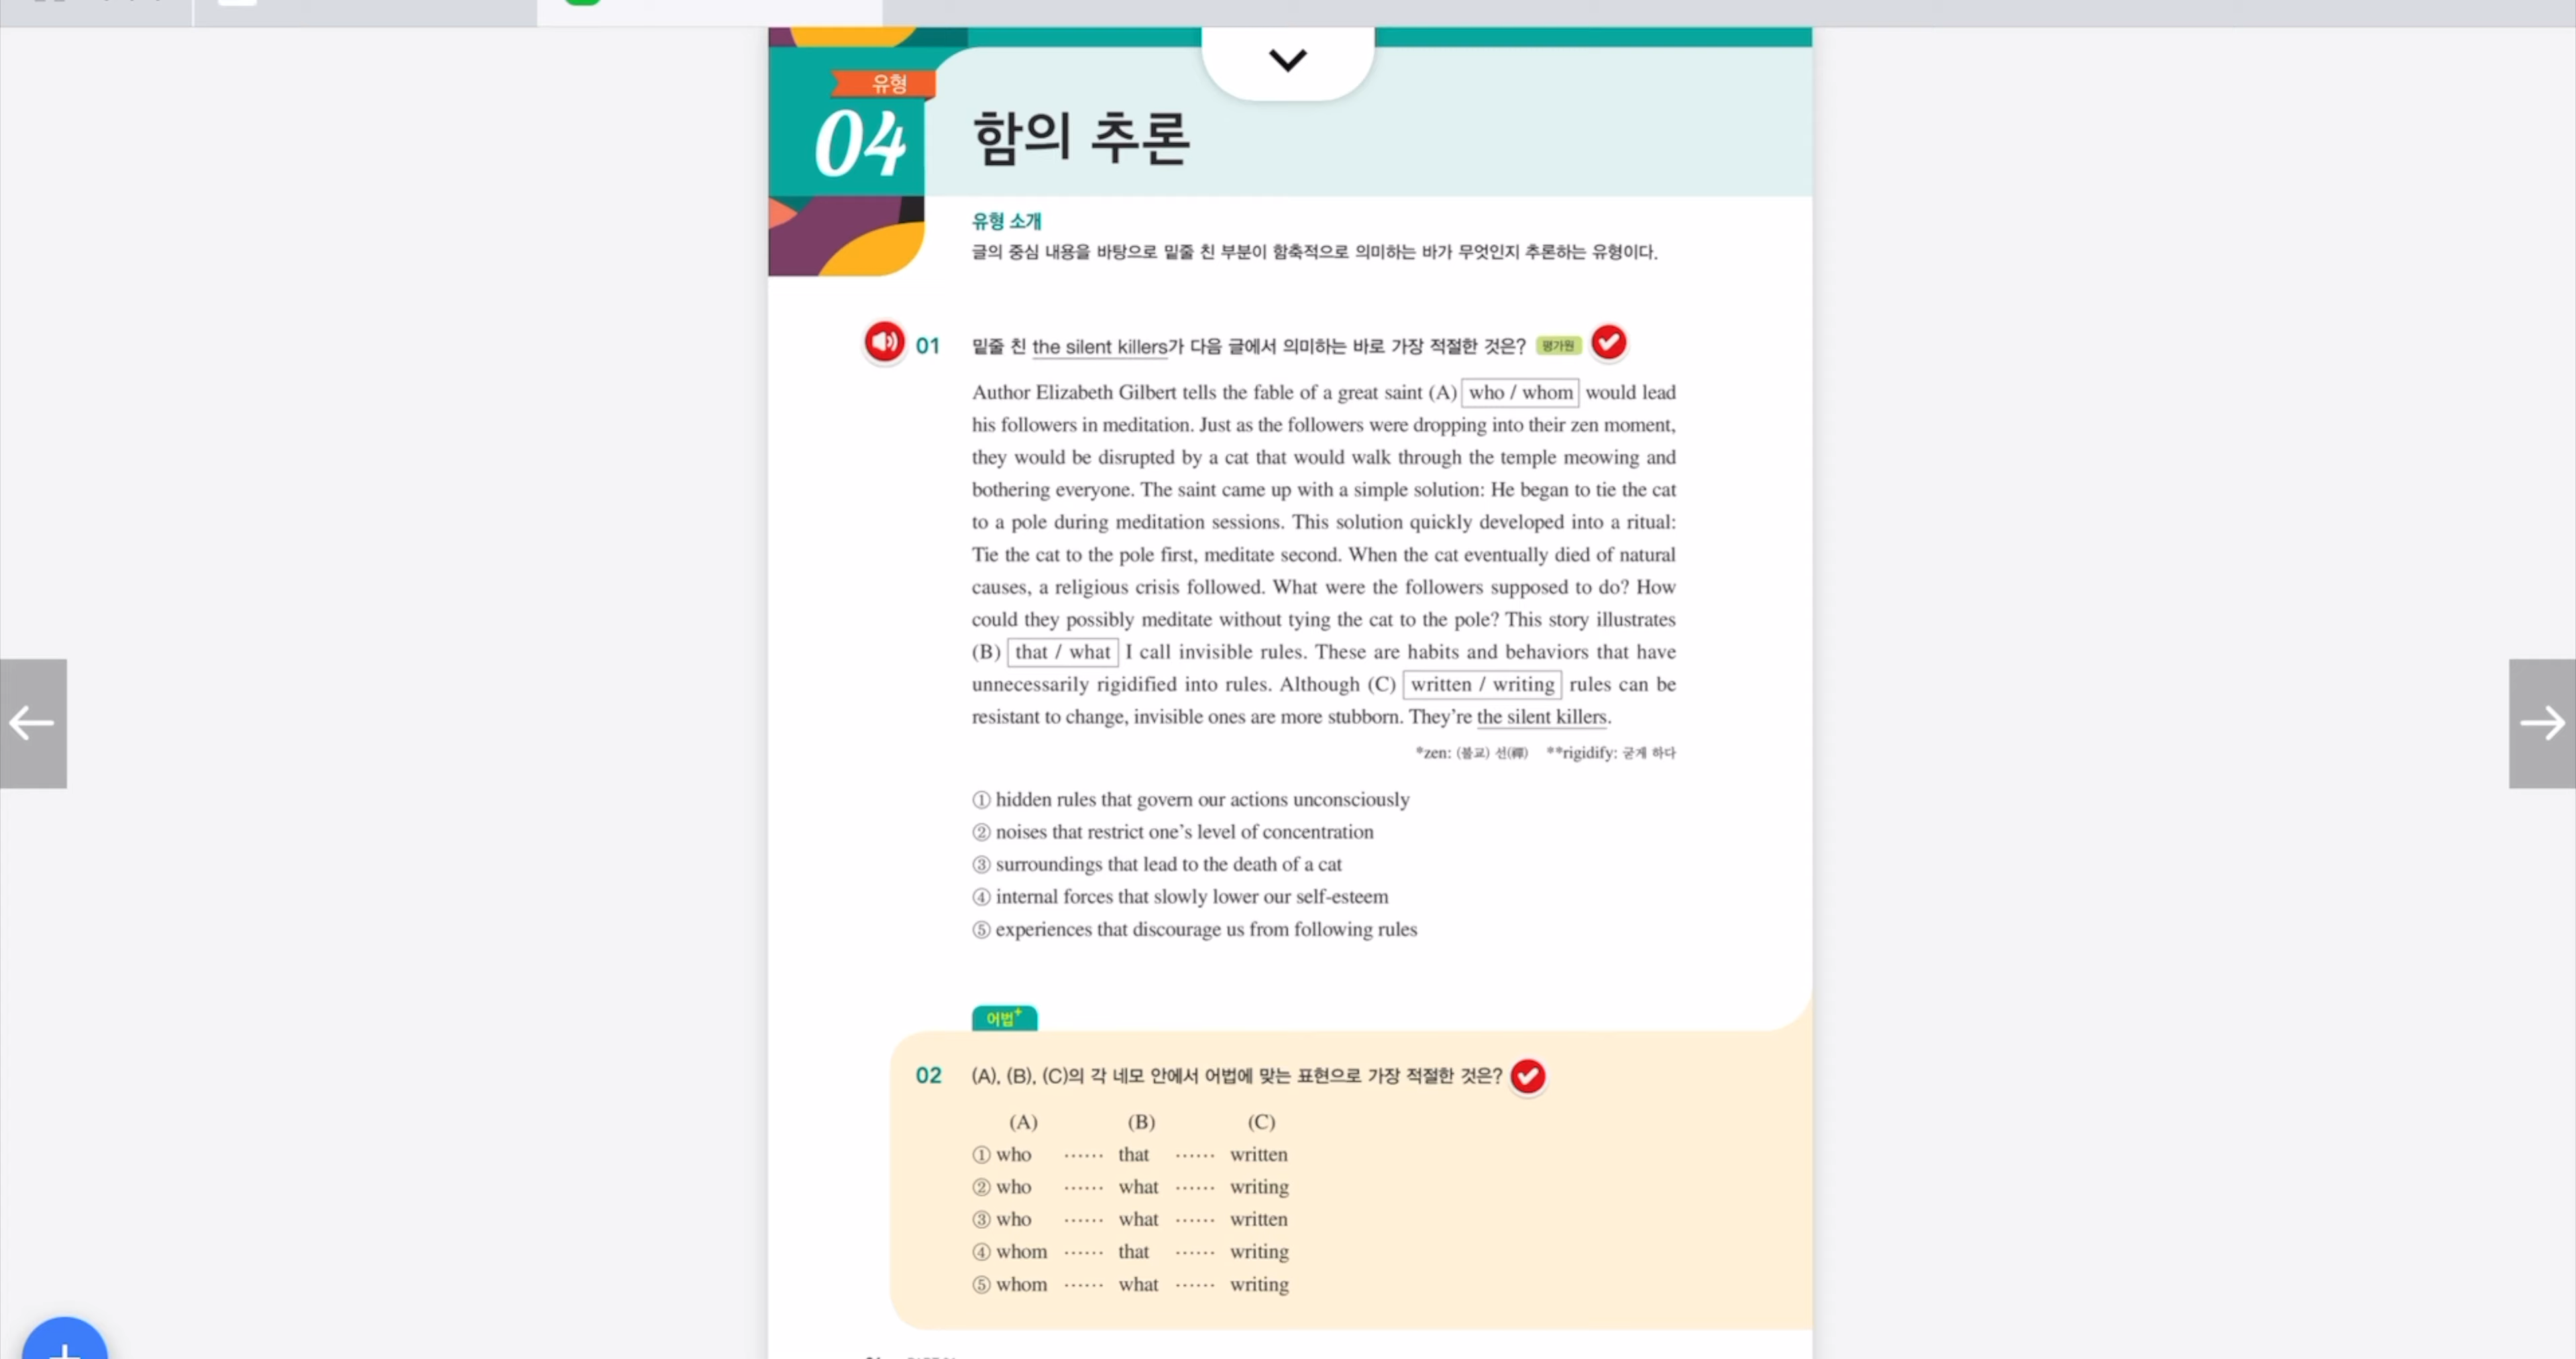 유형
04
함의 추론
유형 소개
글의 중심 내용을 바탕으로 밑줄 친 부분이 함축적으로 의미하는 바가 무엇인지 추론하는 유형이다.
01 밑줄 친 the silent killers가 다음 글에서 의미하는 바로 가장 적절한 것은? 평가원
Author Elizabeth Gilbert tells the fable of a great saint (A) who / whom would lead
his followers in meditation. Just as the followers were dropping into their zen moment,
they would be disrupted by a cat that would walk through the temple meowing and
bothering everyone. The saint came up with a simple solution: He began to tie the cat
to a pole during meditation sessions. This solution quickly developed into a ritual:
Tie the cat to the pole first, meditate second. When the cat eventually died of natural
causes, a religious crisis followed. What were the followers supposed to do? How
could they possibly meditate without tying the cat to the pole? This story illustrates
(B) that / what I call invisible rules. These are habits and behaviors that have
unnecessarily rigidified into rules. Although (C) written / writing rules can be
resistant to change, invisible ones are more stubborn. They're the silent killers.
*zen: (불교) 선(禪) **rigidify: 굳게 하다
① hidden rules that govern our actions unconsciously
② noises that restrict one's level of concentration
③ surroundings that lead to the death of a cat
④ internal forces that slowly lower our self-esteem
⑤ experiences that discourage us from following rules
어법+
02 (A), (B), (C)의 각 네모 안에서 어법에 맞는 표현으로 가장 적절한 것은?
(A) (B) (C)
① who ······ that ······ written
② who ······ what ······ writing
③ who ······ what ······ written
④ whom ······ that ······ writing
⑤ whom ······ what ······ writing